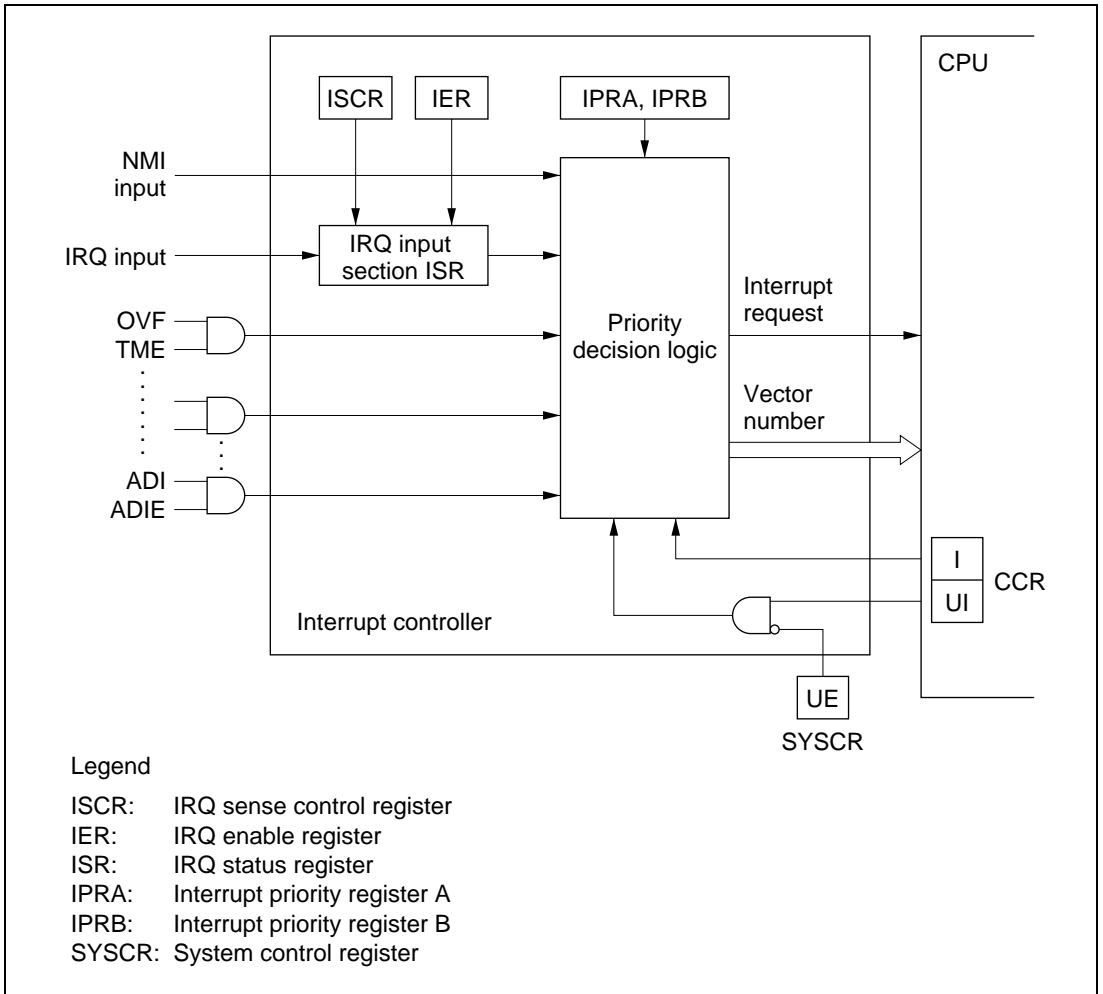 CPU
ISCR
IER
IPRA, IPRB
NMI
input
IRQ input
IRQ input
section ISR
OVF
TME
Priority
decision logic
Interrupt
request
Vector
number
ADI
ADIE
I
UI
CCR
Interrupt controller
UE
SYSCR
Legend
ISCR: IRQ sense control register
IER: IRQ enable register
ISR: IRQ status register
IPRA: Interrupt priority register A
IPRB: Interrupt priority register B
SYSCR: System control register